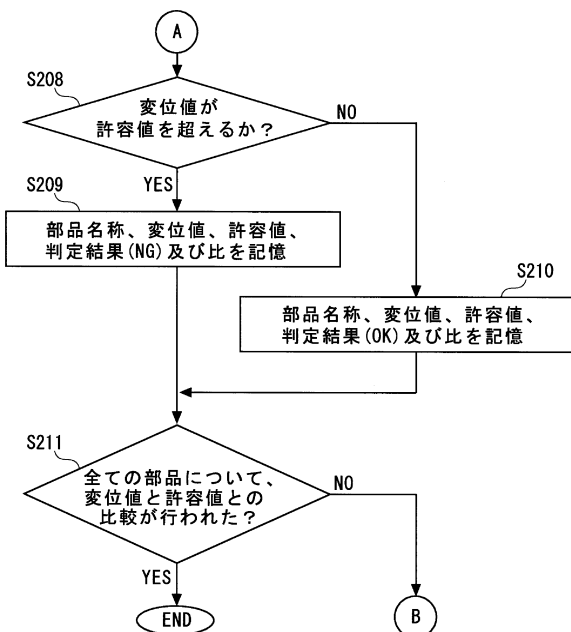 A
S208
変位値が
許容値を超えるか？
NO
YES
S209
部品名称、変位値、許容値、
判定結果(NG)及び比を記憶
S210
部品名称、変位値、許容値、
判定結果(OK)及び比を記憶
S211
全ての部品について、
変位値と許容値との
比較が行われた？
NO
YES
END
B